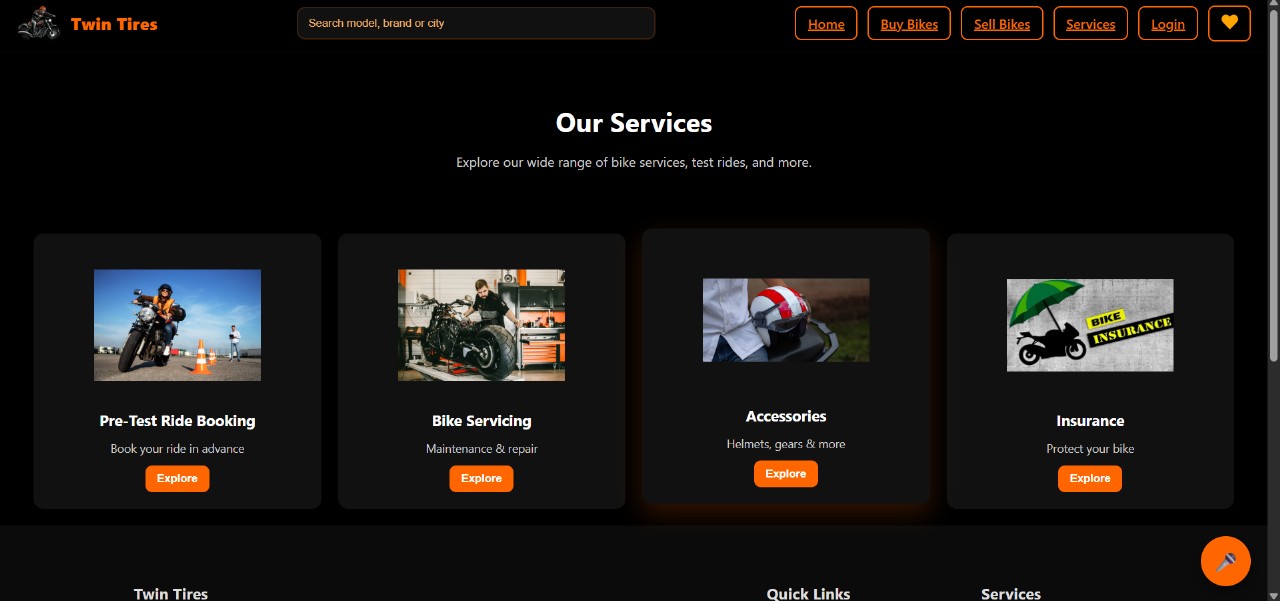 Twin Tires
Search model, brand or city
Home
Buy Bikes
Sell Bikes
Services
Login
Our Services
Explore our wide range of bike services, test rides, and more.
Pre-Test Ride Booking
Book your ride in advance
Explore
Bike Servicing
Maintenance & repair
Explore
Accessories
Helmets, gears & more
Explore
BIKE
INSURANCE
Insurance
Protect your bike
Explore
Twin Tires
Quick Links
Services